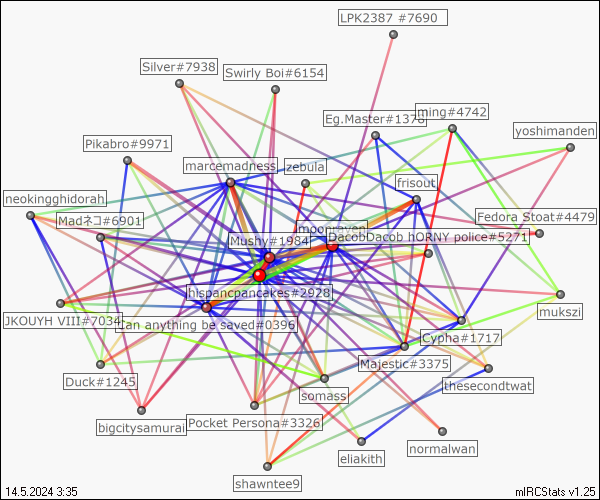 LPK2387 #7690
Silver#7938
Swirly Boi#6154
Eg.Master#1378
ming#4742
yoshimanden
Pikabro#9971
marcemadness
zebula
frisout
neokingghidorah
Madネコ#6901
Fedora Stoat#4479
moonraven
Mushy#1984
DacobDacob hORNY police#5271
hispancpancakes#2928
mukszi
JKOUYH VIII#7034
can anything be saved#0396
Cypha#1717
Majestic#3375
Duck#1245
thesecondtwat
somass
bigcitysamurai
Pocket Persona#3326
normalwan
eliakith
shawntee9
14.5.2024 3:35
mIRCStats v1.25